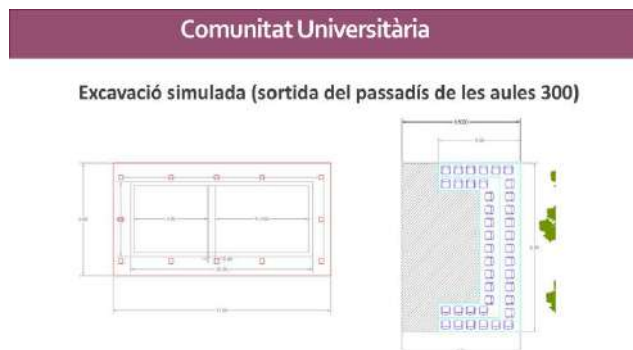 Comunitat Universitària
Excavació simulada (sortida del passadís de les aules 300)